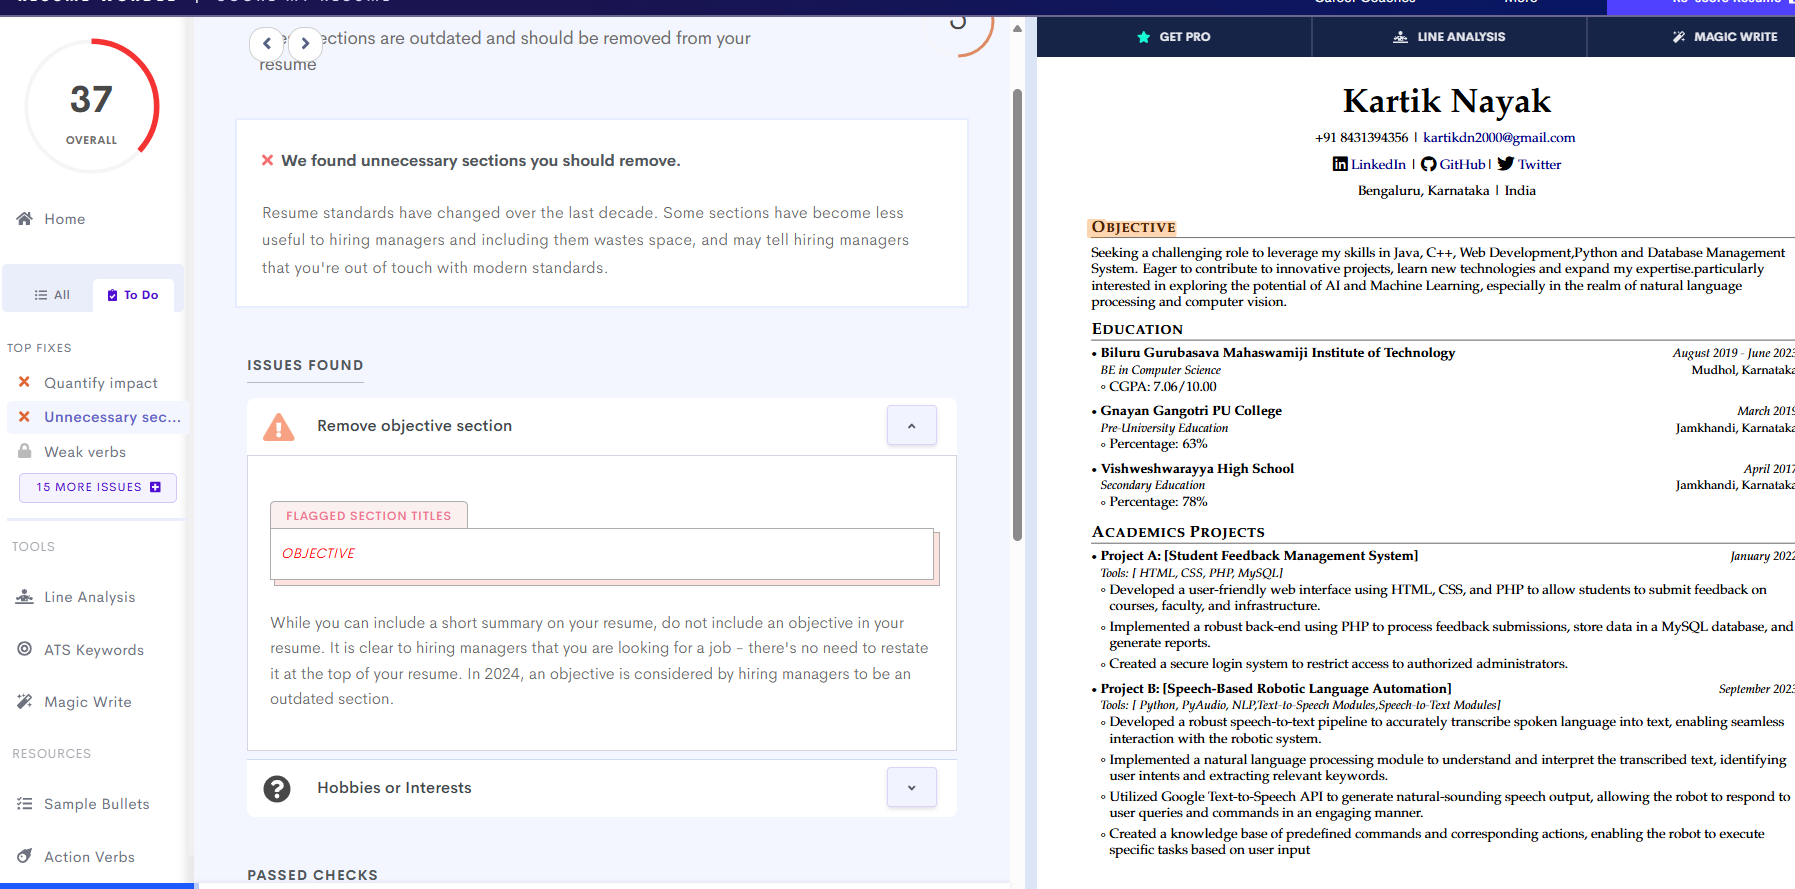 37
OVERALL
Home
All
To Do
TOP FIXES
Quantify impact
Unnecessary sec...
Weak verbs
15 MORE ISSUES
TOOLS
Line Analysis
ATS Keywords
Magic Write
RESOURCES
Sample Bullets
Action Verbs
ections are outdated and should be removed from your
resume
We found unnecessary sections you should remove.
Resume standards have changed over the last decade. Some sections have become less
useful to hiring managers and including them wastes space, and may tell hiring managers
that you're out of touch with modern standards.
ISSUES FOUND
Remove objective section
FLAGGED SECTION TITLES
OBJECTIVE
While you can include a short summary on your resume, do not include an objective in your
resume. It is clear to hiring managers that you are looking for a job - there's no need to restate
it at the top of your resume. In 2024, an objective is considered by hiring managers to be an
outdated section.
Hobbies or Interests
PASSED CHECKS
GET PRO
LINE ANALYSIS
MAGIC WRITE
Kartik Nayak
+91 8431394356 | kartikdn2000@gmail.com
LinkedIn | GitHub | Twitter
Bengaluru, Karnataka | India
OBJECTIVE
Seeking a challenging role to leverage my skills in Java, C++, Web Development,Python and Database Management
System. Eager to contribute to innovative projects, learn new technologies and expand my expertise.particularly
interested in exploring the potential of AI and Machine Learning, especially in the realm of natural language
processing and computer vision.
EDUCATION
• Biluru Gurubasava Mahaswamiji Institute of Technology August 2019 - June 2023
BE in Computer Science Mudhol, Karnataka
◦ CGPA: 7.06/10.00
• Gnayan Gangotri PU College March 2019
Pre-University Education Jamkhandi, Karnataka
◦ Percentage: 63%
• Vishweshwarayya High School April 2017
Secondary Education Jamkhandi, Karnataka
◦ Percentage: 78%
ACADEMICS PROJECTS
• Project A: [Student Feedback Management System] January 2022
Tools: [ HTML, CSS, PHP, MySQL]
◦ Developed a user-friendly web interface using HTML, CSS, and PHP to allow students to submit feedback on
courses, faculty, and infrastructure.
◦ Implemented a robust back-end using PHP to process feedback submissions, store data in a MySQL database, and
generate reports.
◦ Created a secure login system to restrict access to authorized administrators.
• Project B: [Speech-Based Robotic Language Automation] September 2023
Tools: [ Python, PyAudio, NLP,Text-to-Speech Modules,Speech-to-Text Modules]
◦ Developed a robust speech-to-text pipeline to accurately transcribe spoken language into text, enabling seamless
interaction with the robotic system.
◦ Implemented a natural language processing module to understand and interpret the transcribed text, identifying
user intents and extracting relevant keywords.
◦ Utilized Google Text-to-Speech API to generate natural-sounding speech output, allowing the robot to respond to
user queries and commands in an engaging manner.
◦ Created a knowledge base of predefined commands and corresponding actions, enabling the robot to execute
specific tasks based on user input